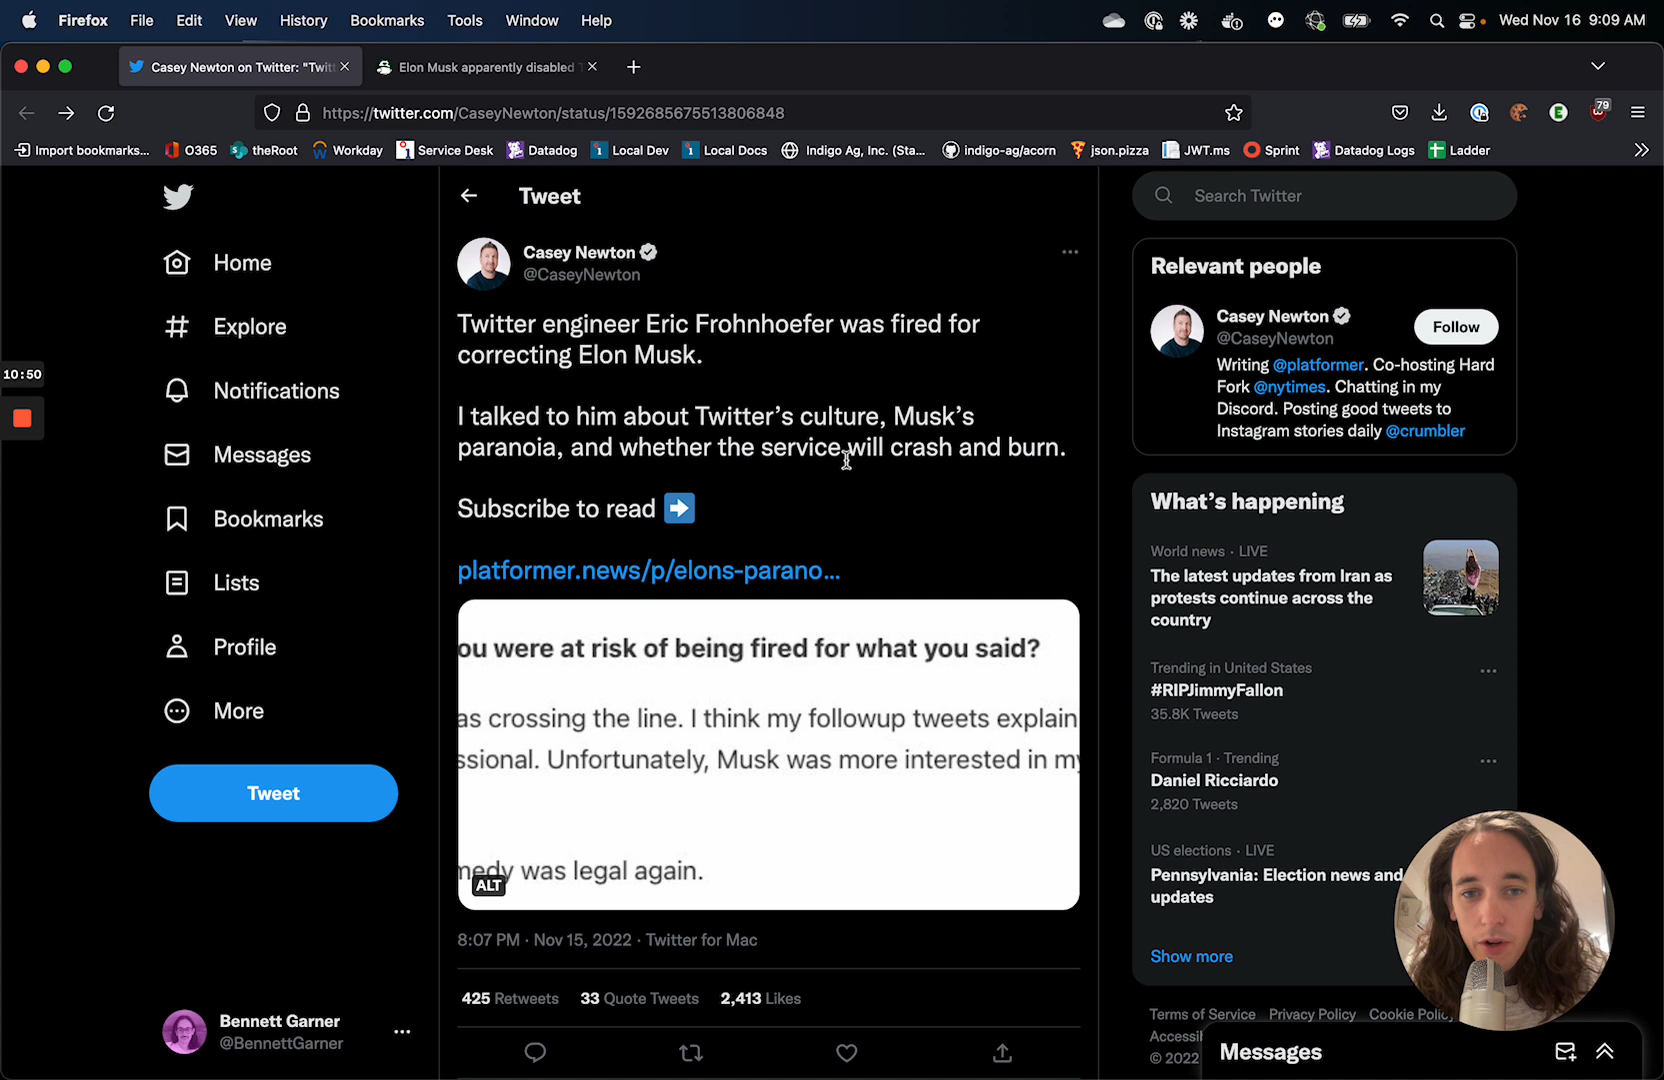 Firefox File Edit View History Bookmarks Tools Window Help Wed Nov 16 9:09 AM
Casey Newton on Twitter: "Twitt Elon Musk apparently disabled
https://twitter.com/CaseyNewton/status/1592685675513806848
79
Import bookmarks... O365 theRoot Workday Service Desk Datadog Local Dev Local Docs Indigo Ag, Inc. (Sta... indigo-ag/acorn json.pizza JWT.ms Sprint Datadog Logs Ladder
10:50
Home
Explore
Notifications
Messages
Bookmarks
Lists
Profile
More
Tweet
Bennett Garner
@BennettGarner
Tweet
Casey Newton
@CaseyNewton
Twitter engineer Eric Frohnhoefer was fired for
correcting Elon Musk.
I talked to him about Twitter’s culture, Musk’s
paranoia, and whether the service will crash and burn.
Subscribe to read
platformer.news/p/elons-parano...
ou were at risk of being fired for what you said?
as crossing the line. I think my followup tweets explain
ssional. Unfortunately, Musk was more interested in my
medy was legal again.
ALT
8:07 PM · Nov 15, 2022 · Twitter for Mac
425 Retweets 33 Quote Tweets 2,413 Likes
Search Twitter
Relevant people
Casey Newton
@CaseyNewton
Follow
Writing @platformer. Co-hosting Hard
Fork @nytimes. Chatting in my
Discord. Posting good tweets to
Instagram stories daily @crumbler
What’s happening
World news · LIVE
The latest updates from Iran as
protests continue across the
country
Trending in United States
#RIPJimmyFallon
35.8K Tweets
Formula 1 · Trending
Daniel Ricciardo
2,820 Tweets
US elections · LIVE
Pennsylvania: Election news and
updates
Show more
Terms of Service Privacy Policy Cookie Policy
Accessi
© 2022
Messages